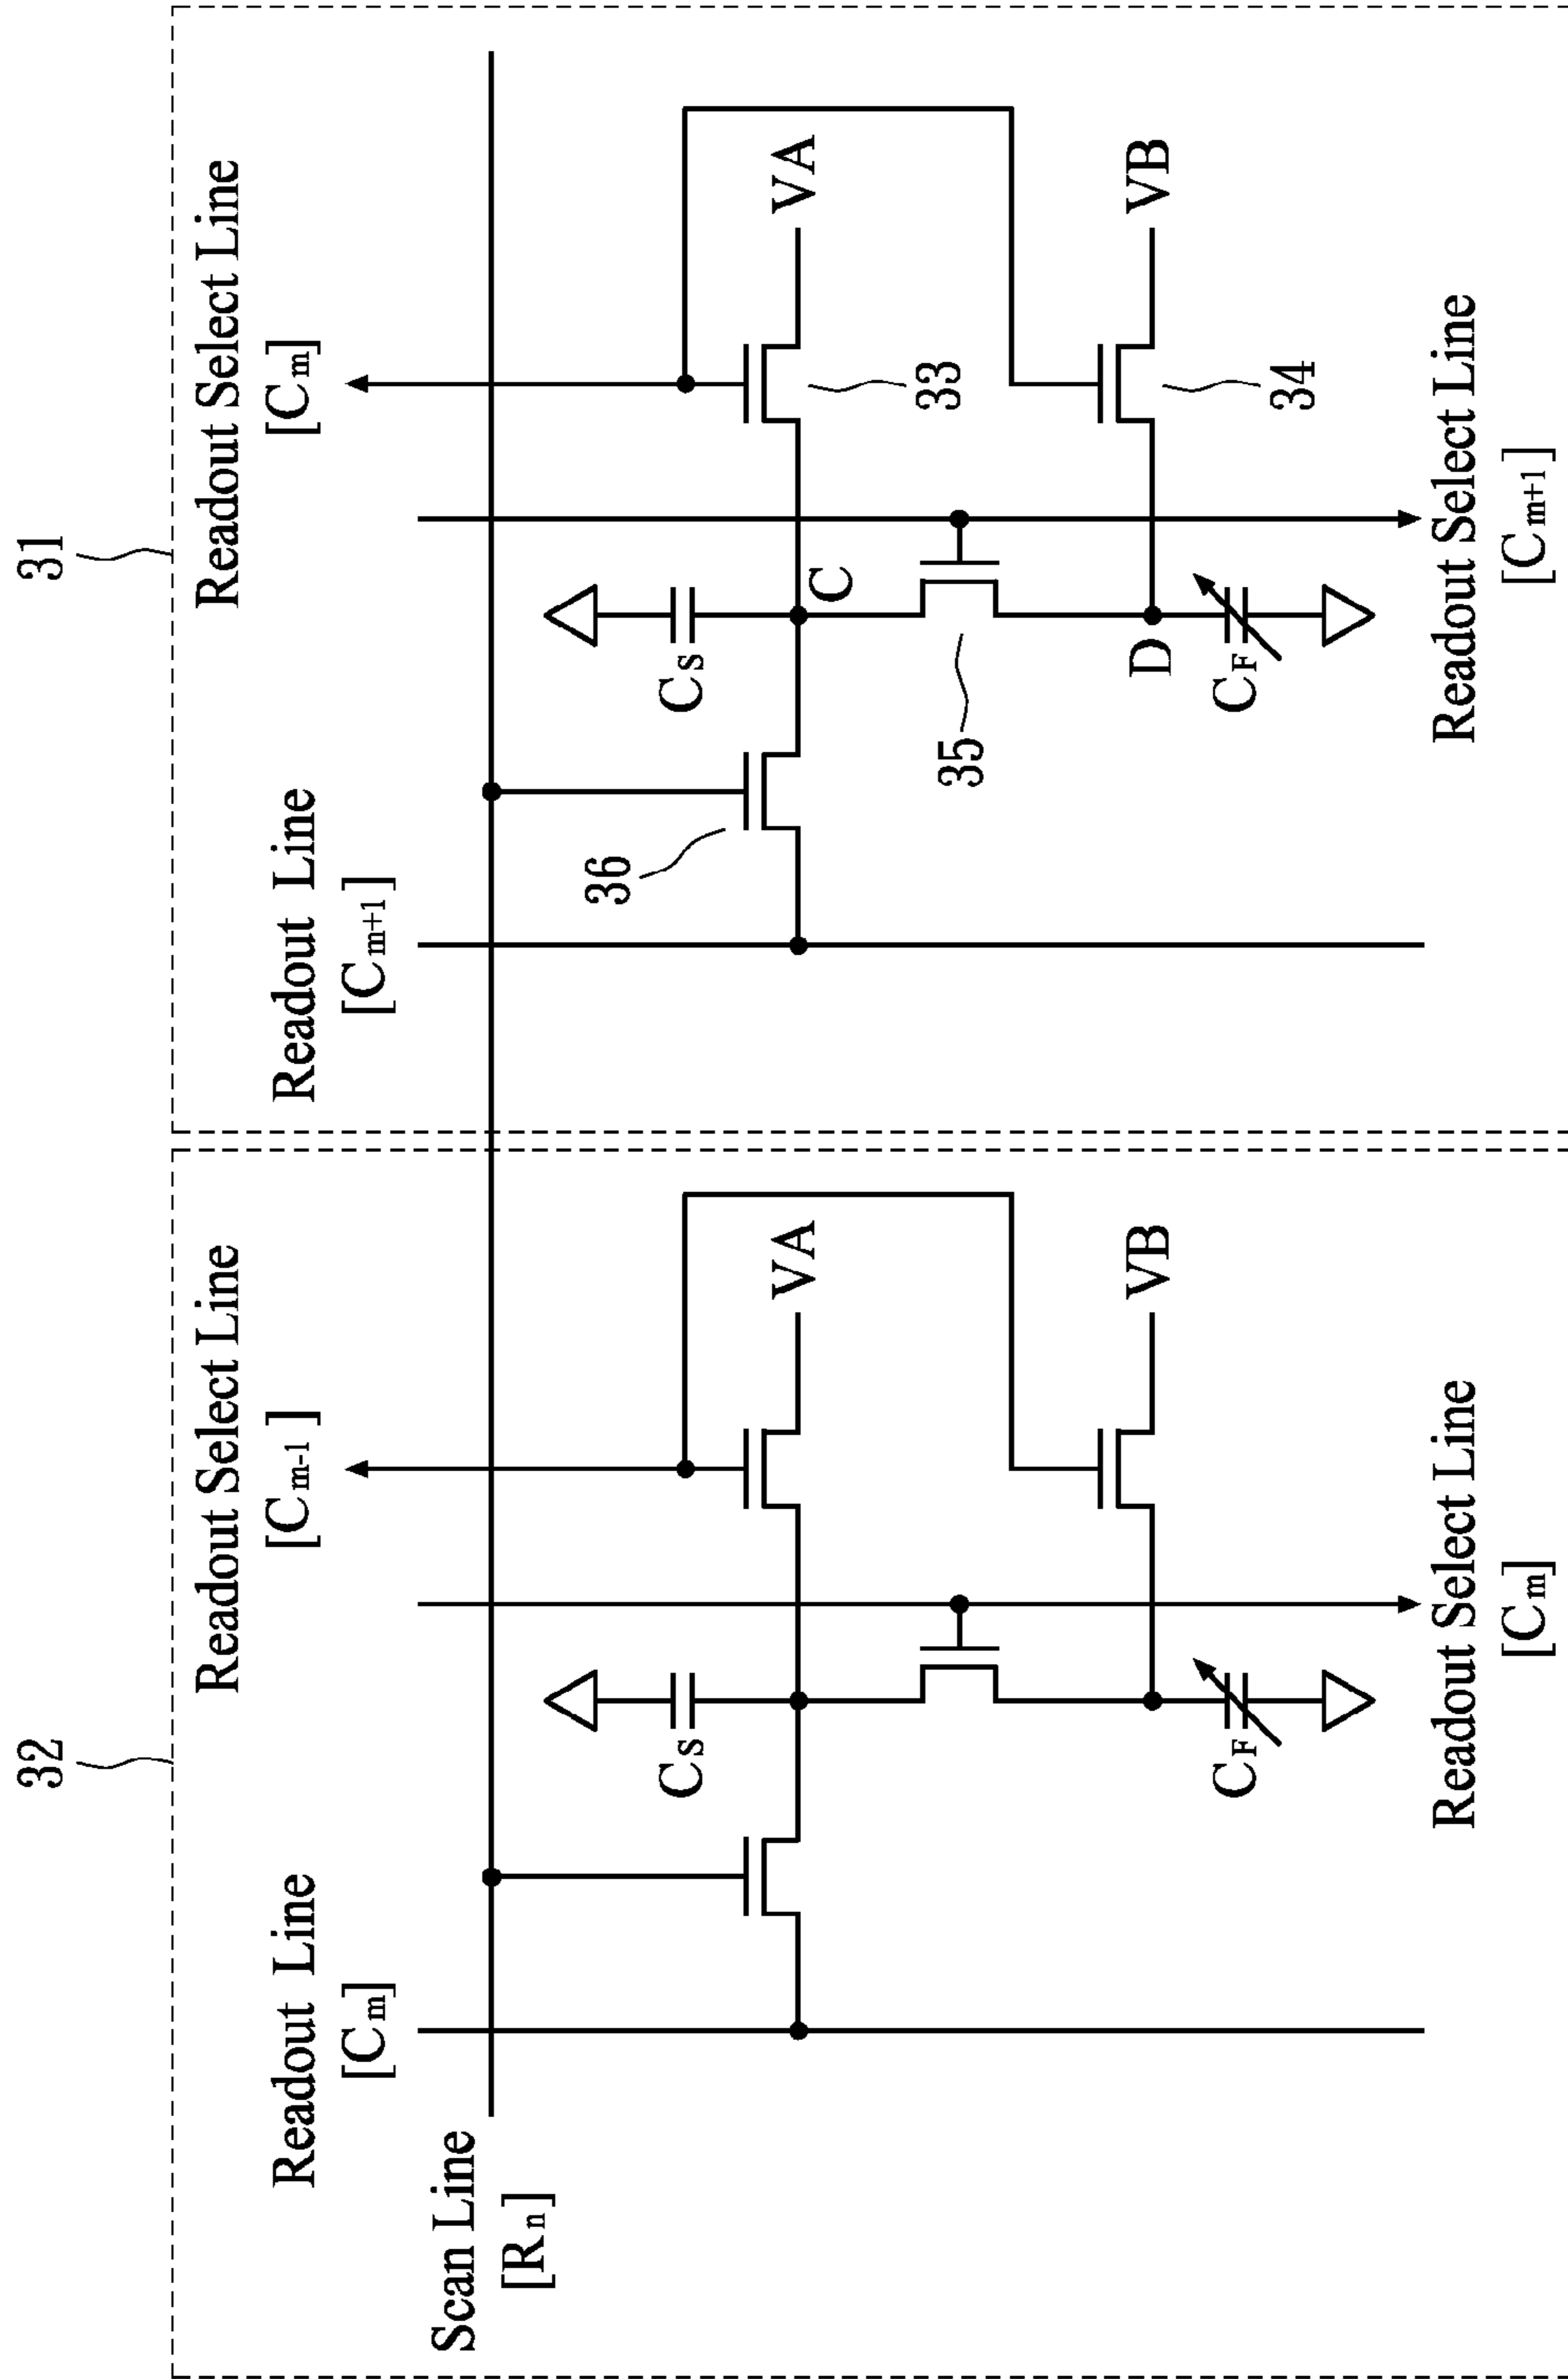 32
31
Readout Line
[Cm]
Readout Select Line
[Cm-1]
Readout Line
[Cm+1]
Readout Select Line
[Cm]
Scan Line
[Rn]
CS
VA
36
CS
C
VA
33
35
CF
VB
D
CF
VB
34
Readout Select Line
[Cm]
Readout Select Line
[Cm+1]